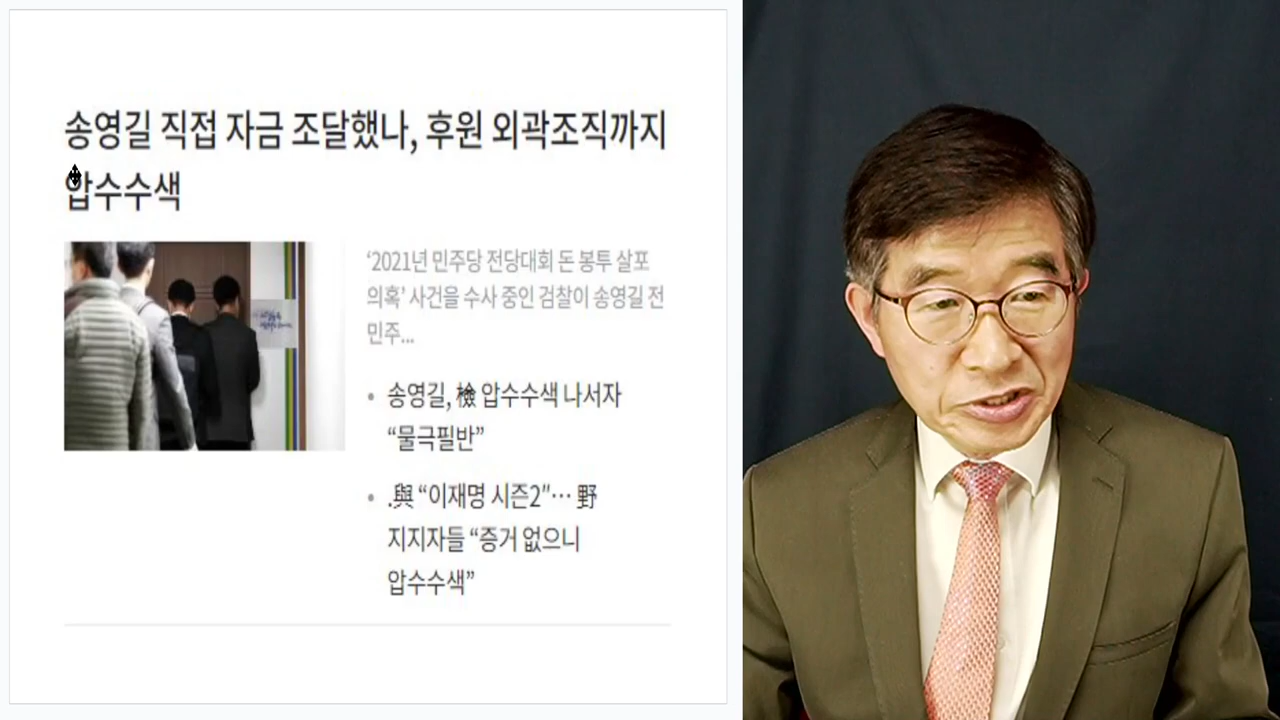 송영길 직접 자금 조달했나, 후원 외곽조직까지
압수수색
‘2021년 민주당 전당대회 돈 봉투 살포
의혹’ 사건을 수사 중인 검찰이 송영길 전
민주...
• 송영길, 檢 압수수색 나서자
“물극필반”
• .與 “이재명 시즌2″… 野
지지자들 “증거 없으니
압수수색”